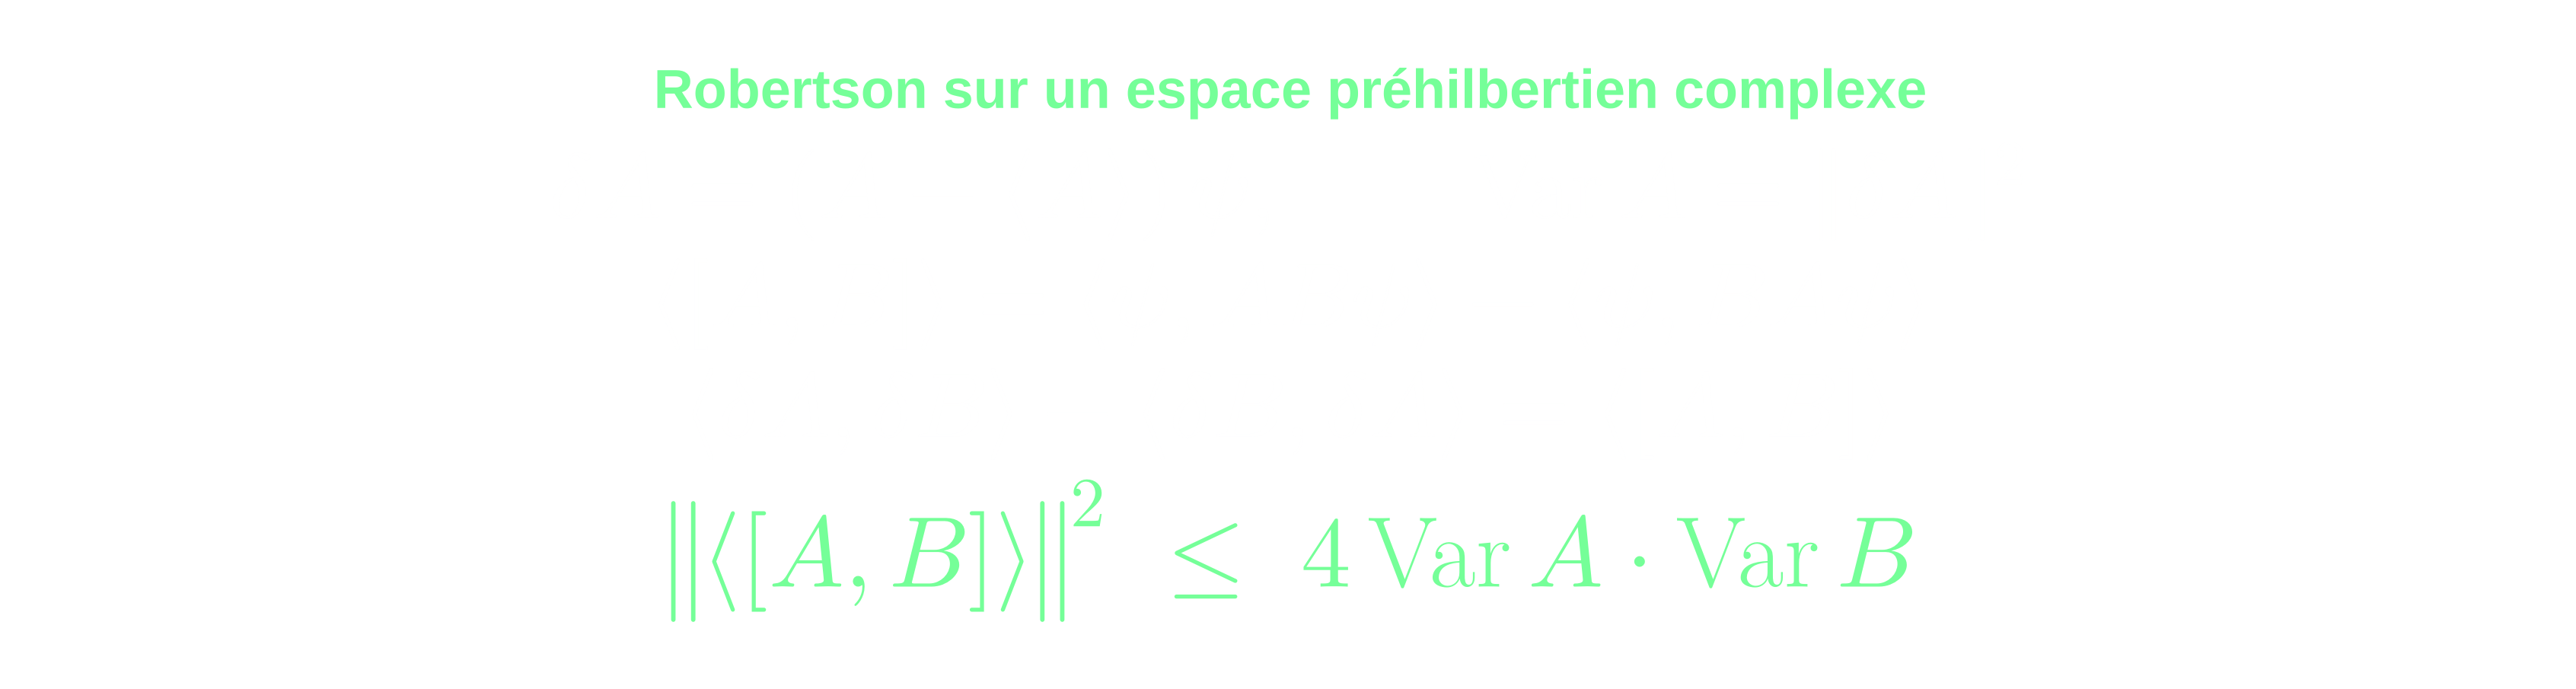 Robertson sur un espace préhilbertien complexe
‖⟨[A, B]⟩‖² ≤ 4 Var A · Var B